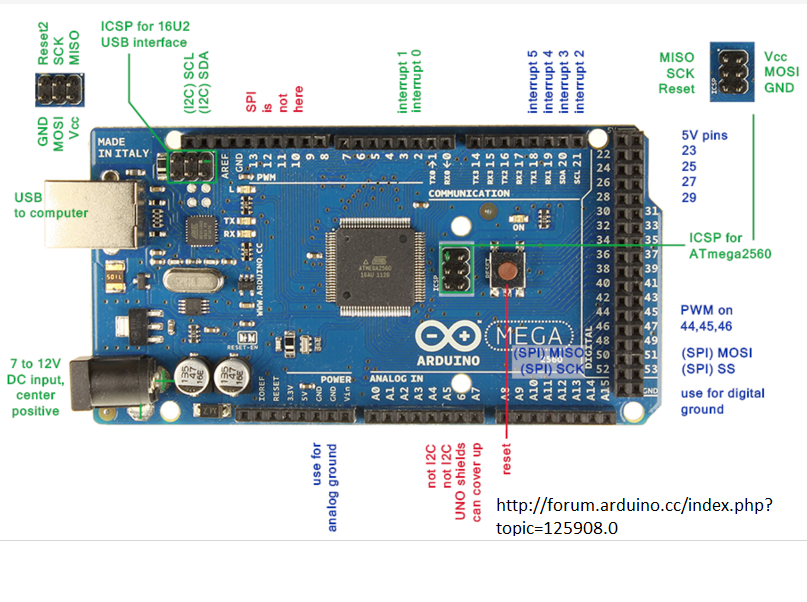 ICSP for 16U2
USB interface
Reset2
SCK
MISO
GND
MOSI
Vcc
(I2C) SCL
(I2C) SDA
SPI
is
not
here
interrupt 1
interrupt 0
interrupt 5
interrupt 4
interrupt 3
interrupt 2
MISO
SCK
Reset
ICSP
Vcc
MOSI
GND
MADE
IN ITALY
AREF
GND
13
12
11
10
9
8
7
6
5
4
3
2
TX0 1
RX0 0
TX3 14
RX3 15
TX2 16
RX2 17
TX1 18
RX1 19
SDA 20
SCL 21
PWM
COMMUNICATION
L
TX
RX
ON
5V pins
23
25
27
29
22
24
26
28
30 31
32 33
34 35
36 37
38 39
40 41
42 43
44 45
46 47
48 49
50 51
52 53
GND
DIGITAL
USB
to computer
WWW.ARDUINO.CC
ATMEL
ATMEGA2560
16AU 1126
ICSP
RESET
ICSP for
ATmega2560
MEGA
2560
ARDUINO
(SPI) MISO
(SPI) SCK
PWM on
44,45,46
(SPI) MOSI
(SPI) SS
use for digital
ground
7 to 12V
DC input,
center
positive
RESET-EN
POWER
ANALOG IN
IOREF
RESET
3.3V
5V
GND
GND
Vin
A0
A1
A2
A3
A4
A5
A6
A7
A8
A9
A10
A11
A12
A13
A14
A15
use for
analog ground
not I2C
not I2C
UNO shields
can cover up
reset
http://forum.arduino.cc/index.php?
topic=125908.0